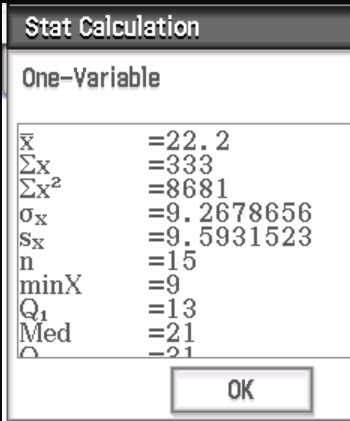 Stat Calculation
One-Variable
x̄ =22.2
Σx =333
Σx² =8681
σx =9.2678656
sx =9.5931523
n =15
minX =9
Q₁ =13
Med =21
OK